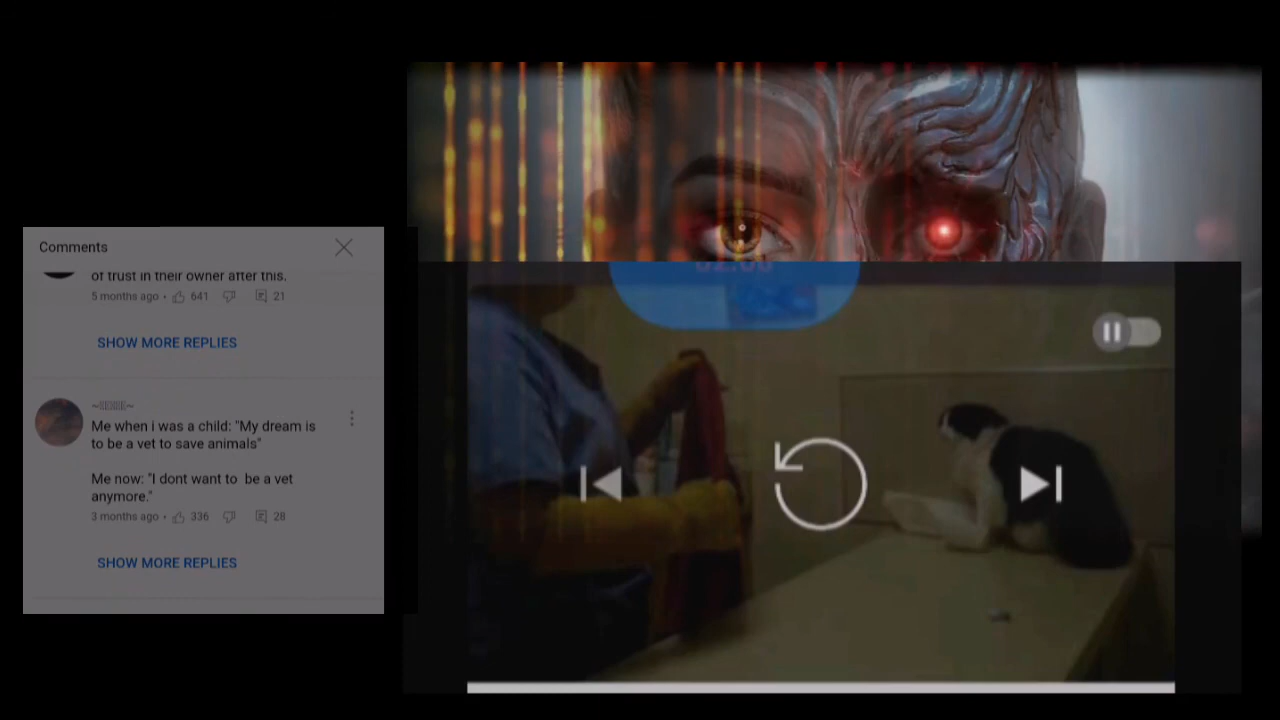 Comments
of trust in their owner after this.
5 months ago • 641 21
SHOW MORE REPLIES
Me when i was a child: "My dream is
to be a vet to save animals"
Me now: "I dont want to be a vet
anymore."
3 months ago • 336 28
SHOW MORE REPLIES